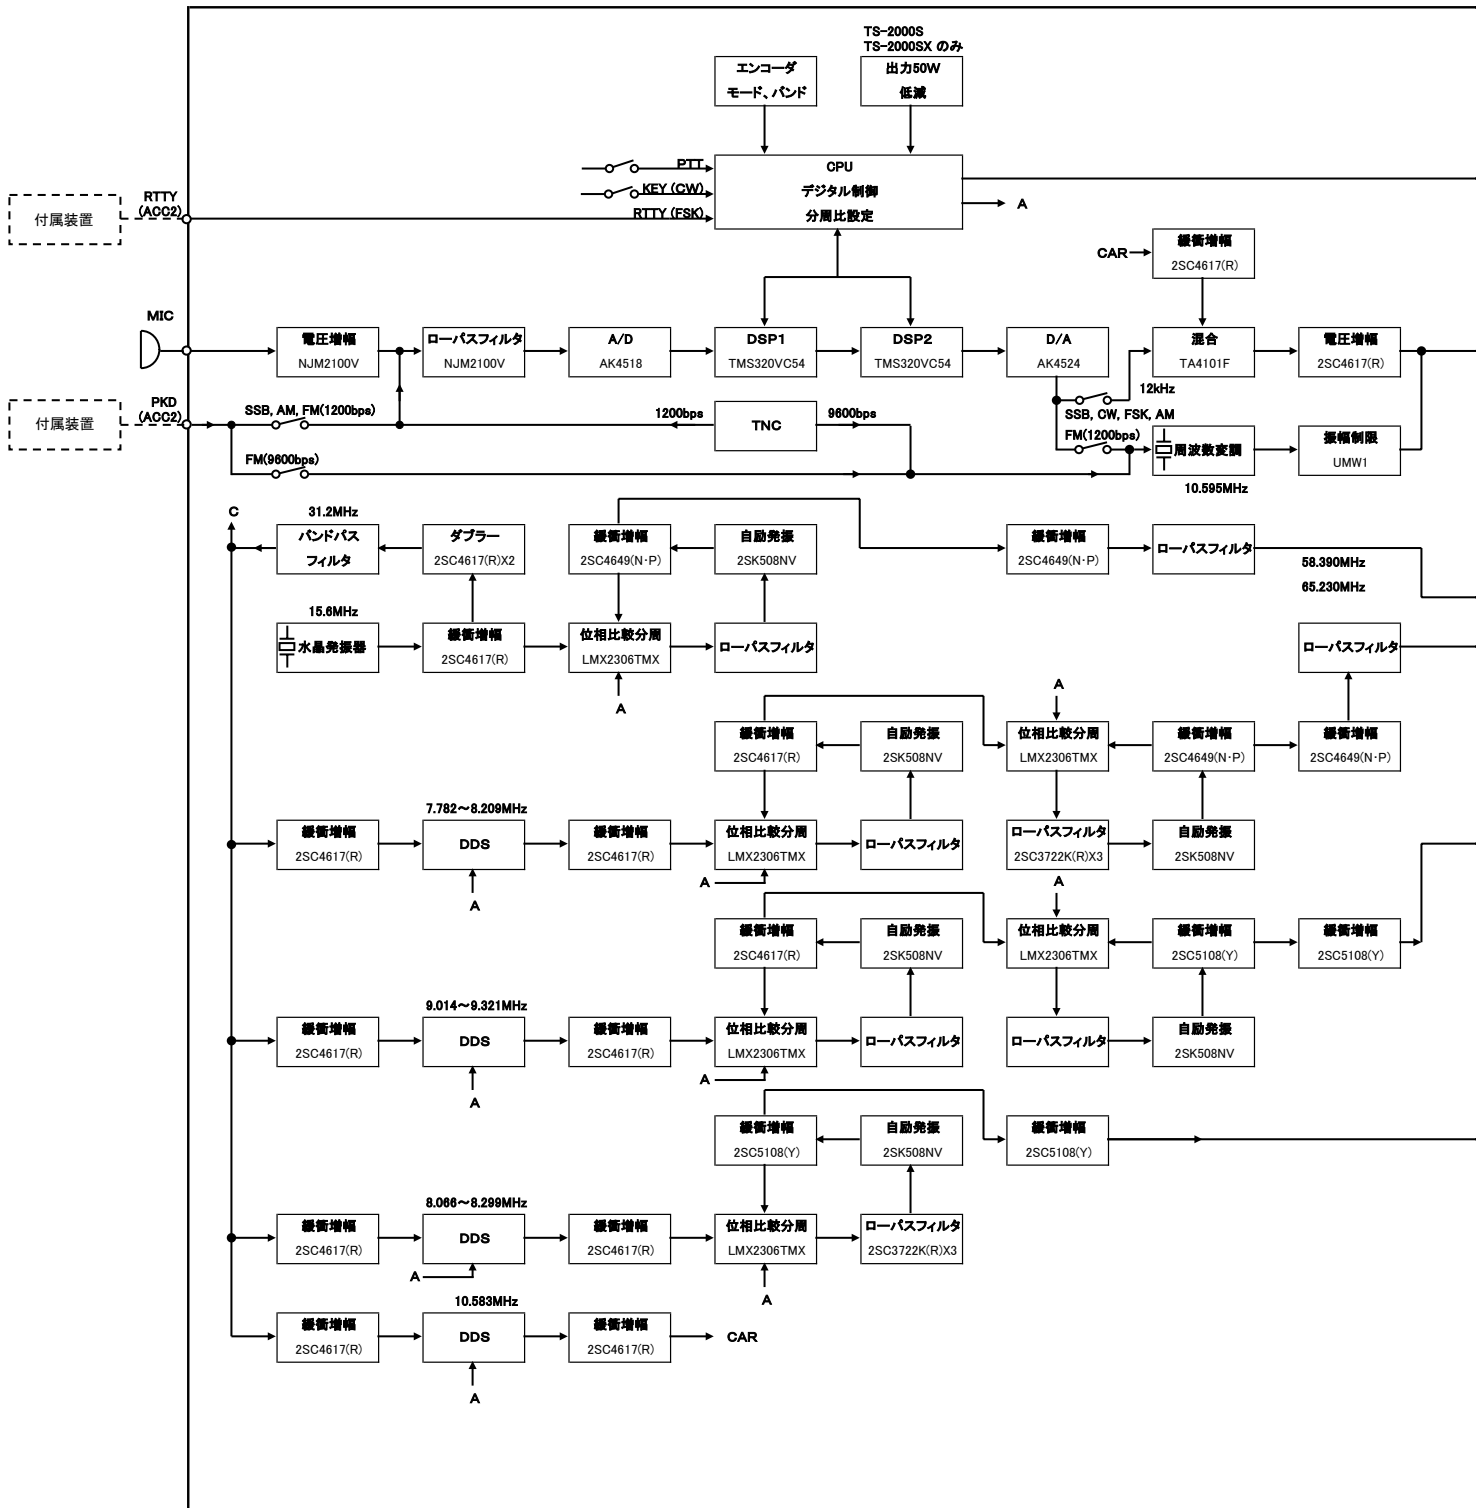 TS-2000S
TS-2000SX のみ
エンコーダ
モード、バンド
出力50W
低減
PTT
KEY (CW)
RTTY (FSK)
CPU
デジタル制御
分周比設定
A
RTTY
(ACC2)
付属装置
CAR
緩衝増幅
2SC4617(R)
MIC
電圧増幅
NJM2100V
ローパスフィルタ
NJM2100V
A/D
AK4518
DSP1
TMS320VC54
DSP2
TMS320VC54
D/A
AK4524
混合
TA4101F
電圧増幅
2SC4617(R)
12kHz
PKD
(ACC2)
付属装置
SSB, AM, FM(1200bps)
1200bps
TNC
9600bps
SSB, CW, FSK, AM
FM(1200bps)
FM(9600bps)
周波数変調
10.595MHz
振幅制限
UMW1
C
31.2MHz
バンドパス
フィルタ
ダブラー
2SC4617(R)X2
緩衝増幅
2SC4649(N・P)
自励発振
2SK508NV
緩衝増幅
2SC4649(N・P)
ローパスフィルタ
58.390MHz
65.230MHz
15.6MHz
水晶発振器
緩衝増幅
2SC4617(R)
位相比較分周
LMX2306TMX
ローパスフィルタ
ローパスフィルタ
A
A
緩衝増幅
2SC4617(R)
自励発振
2SK508NV
位相比較分周
LMX2306TMX
緩衝増幅
2SC4649(N・P)
緩衝増幅
2SC4649(N・P)
7.782～8.209MHz
緩衝増幅
2SC4617(R)
DDS
緩衝増幅
2SC4617(R)
位相比較分周
LMX2306TMX
ローパスフィルタ
ローパスフィルタ
2SC3722K(R)X3
自励発振
2SK508NV
A
A
A
緩衝増幅
2SC4617(R)
自励発振
2SK508NV
位相比較分周
LMX2306TMX
緩衝増幅
2SC5108(Y)
緩衝増幅
2SC5108(Y)
9.014～9.321MHz
緩衝増幅
2SC4617(R)
DDS
緩衝増幅
2SC4617(R)
位相比較分周
LMX2306TMX
ローパスフィルタ
ローパスフィルタ
自励発振
2SK508NV
A
A
緩衝増幅
2SC5108(Y)
自励発振
2SK508NV
緩衝増幅
2SC5108(Y)
8.066～8.299MHz
緩衝増幅
2SC4617(R)
DDS
緩衝増幅
2SC4617(R)
位相比較分周
LMX2306TMX
ローパスフィルタ
2SC3722K(R)X3
A
A
10.583MHz
緩衝増幅
2SC4617(R)
DDS
緩衝増幅
2SC4617(R)
CAR
A